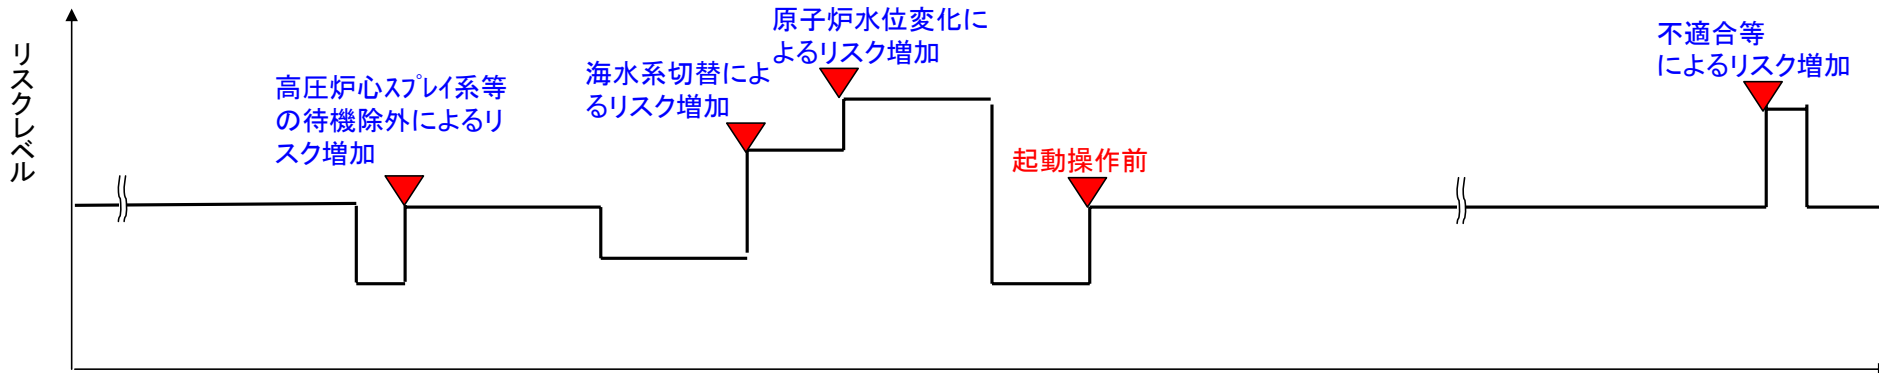 リスクレベル
高圧炉心ｽﾌﾟﾚｲ系等
の待機除外によるリ
スク増加
海水系切替によ
るリスク増加
原子炉水位変化に
よるリスク増加
起動操作前
不適合等
によるリスク増加